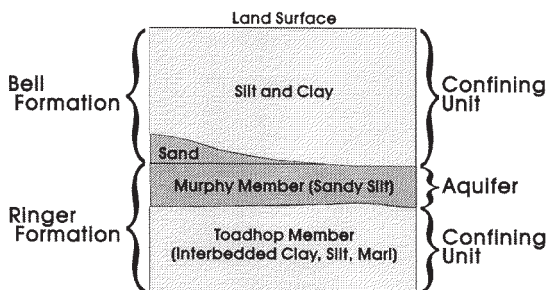 Land Surface
Bell
Formation
Silt and Clay
Confining
Unit
Sand
Murphy Member (Sandy Silt)
Aquifer
Ringer
Formation
Toadhop Member
(Interbedded Clay, Silt, Marl)
Confining
Unit